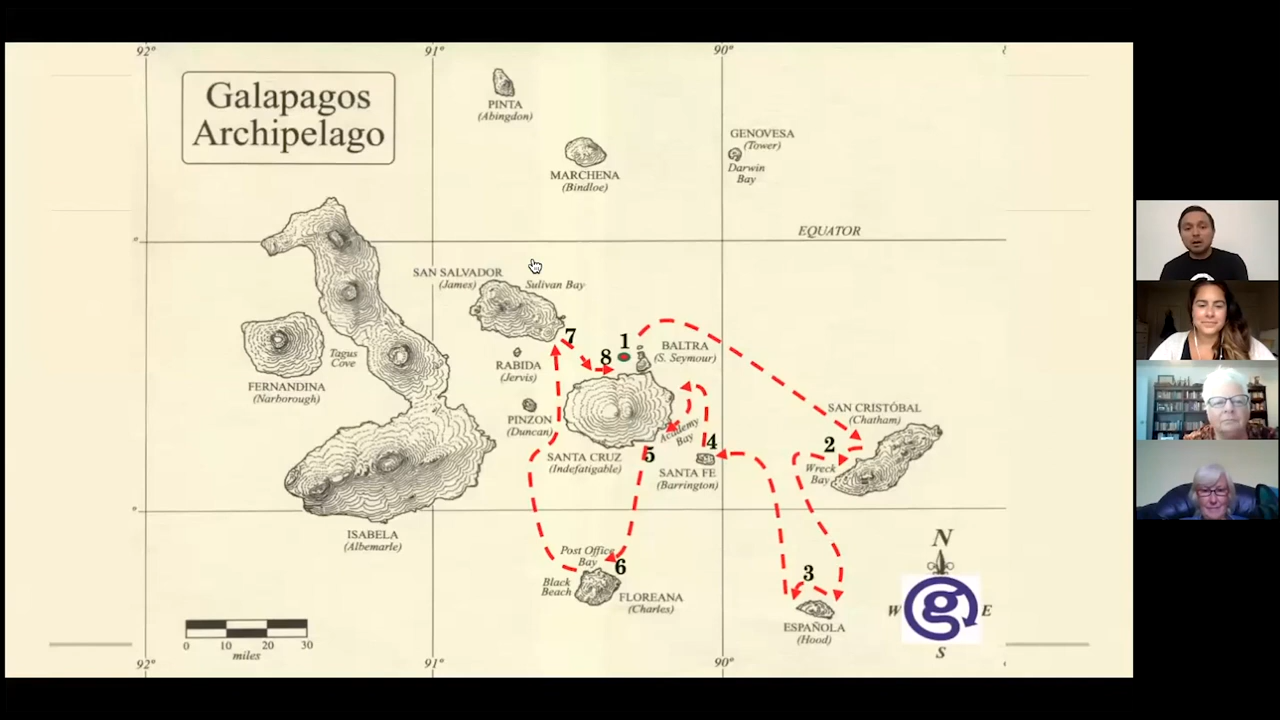 92°
91°
90°
Galapagos
Archipelago
PINTA
(Abingdon)
MARCHENA
(Bindloe)
GENOVESA
(Tower)
Darwin
Bay
EQUATOR
SAN SALVADOR
(James)
Sulivan Bay
7
1
8
BALTRA
(S. Seymour)
RABIDA
(Jervis)
Tagus
Cove
FERNANDINA
(Narborough)
PINZON
(Duncan)
Academy
Bay
SAN CRISTÓBAL
(Chatham)
2
Wreck
Bay
4
5
SANTA CRUZ
(Indefatigable)
SANTA FE
(Barrington)
ISABELA
(Albemarle)
Post Office
Bay
6
Black
Beach
FLOREANA
(Charles)
3
ESPAÑOLA
(Hood)
N
W
g
E
S
0 10 20 30
miles
92°
91°
90°